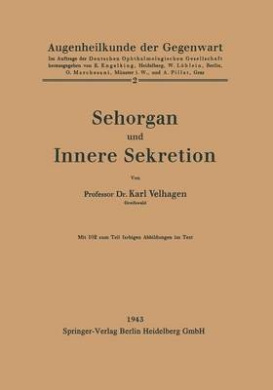 Augenheilkunde der Gegenwart
Im Auftrage der Deutschen Ophthalmologischen Gesellschaft
herausgegeben von E. Engelking, Heidelberg, W. Löhlein, Berlin,
O. Marchesani, Münster i. W., und A. Pillat, Graz
2
Sehorgan
und
Innere Sekretion
Von
Professor Dr. Karl Velhagen
Greifswald
Mit 102 zum Teil farbigen Abbildungen im Text
1943
Springer-Verlag Berlin Heidelberg GmbH